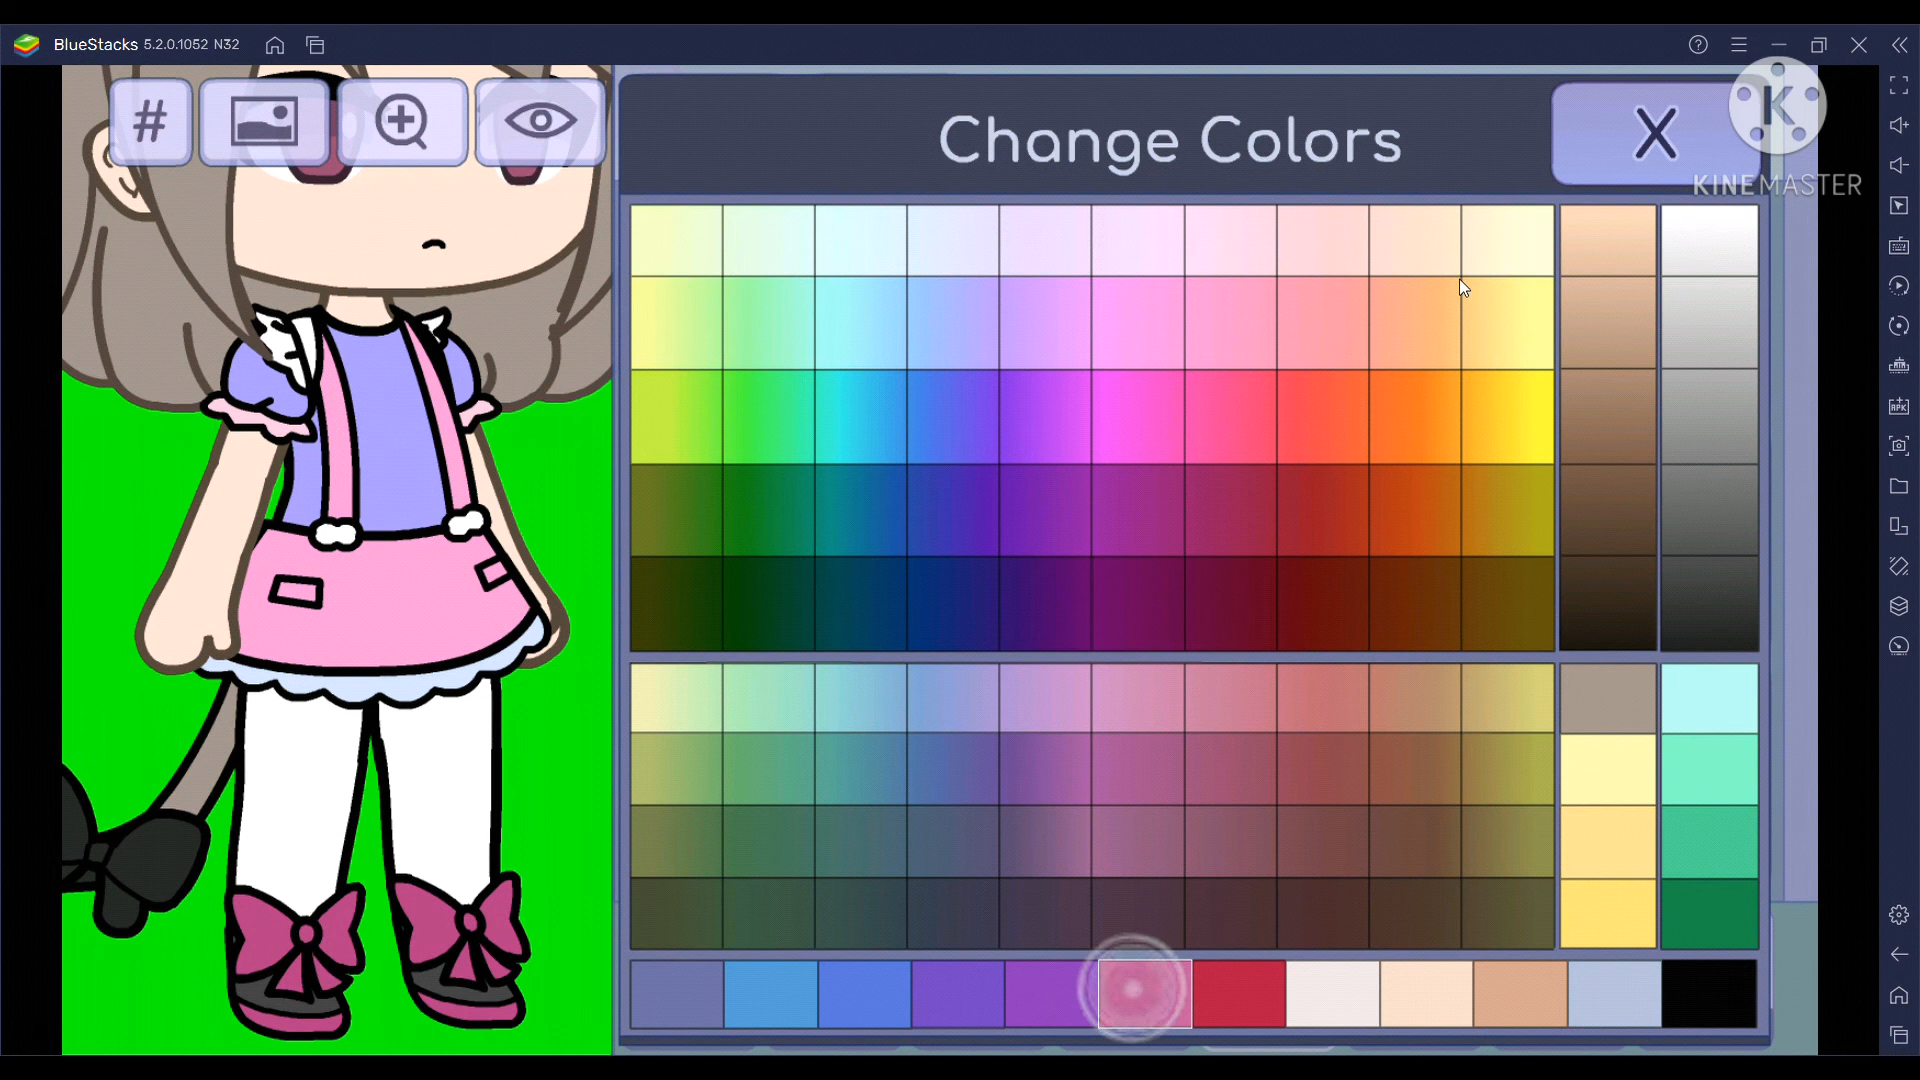 BlueStacks 5.2.0.1052 N32
#
Change Colors
X
K
KINEMASTER